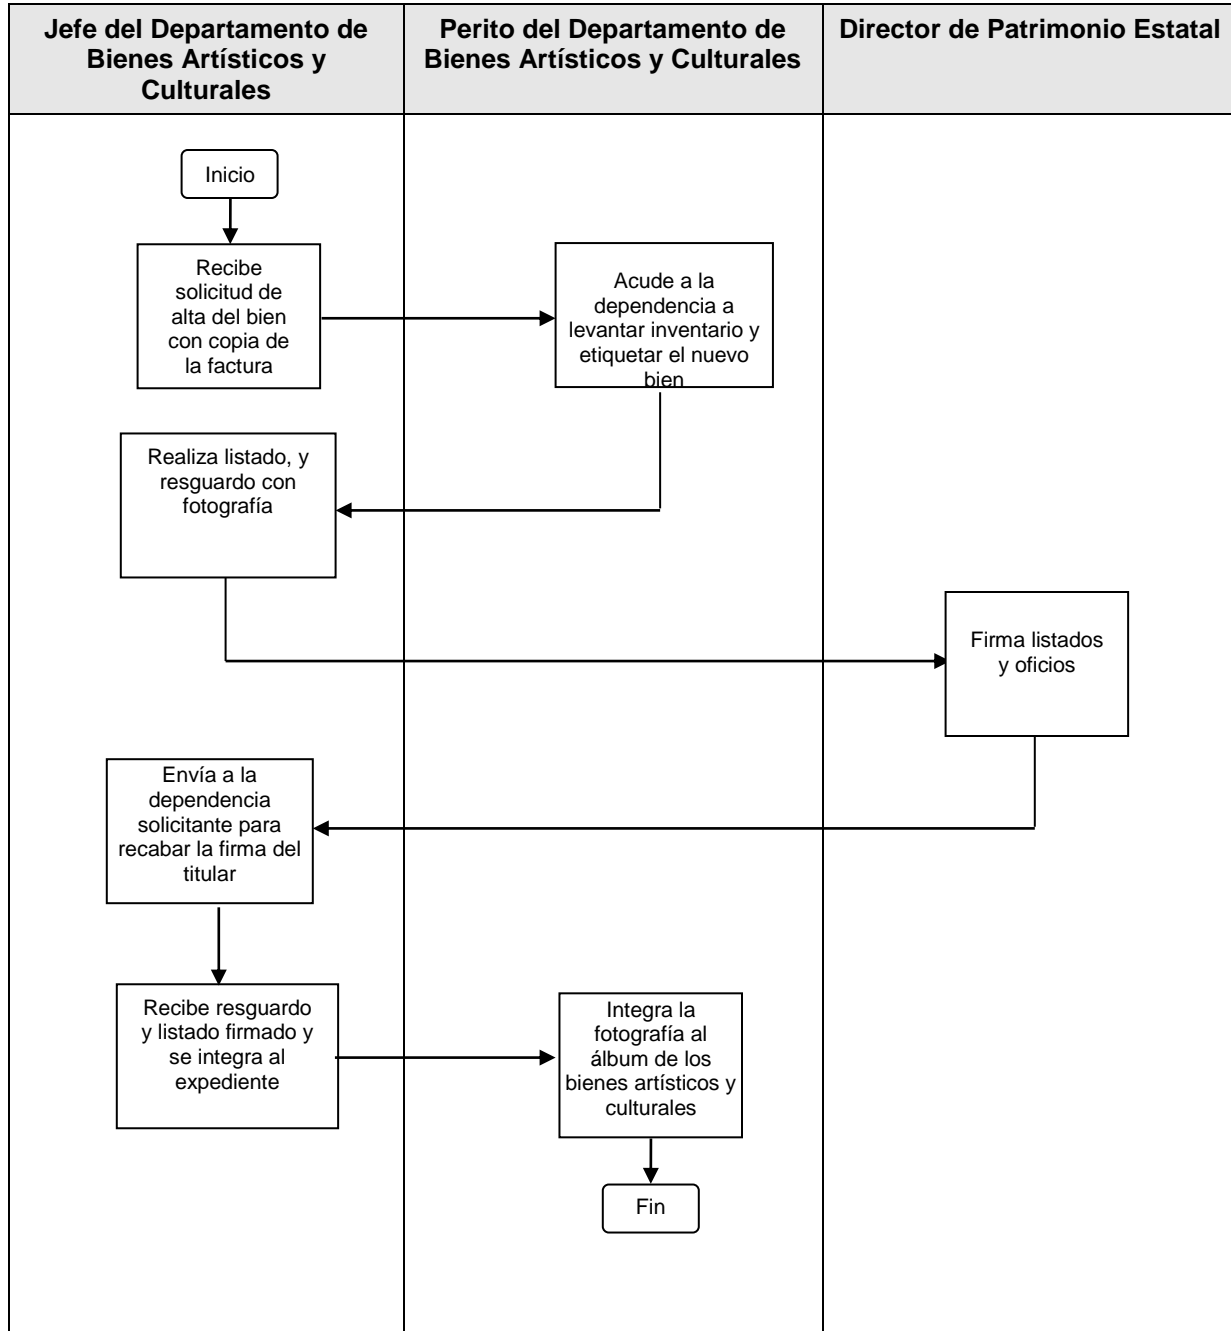 Jefe del Departamento de
Bienes Artísticos y
Culturales
Perito del Departamento de
Bienes Artísticos y Culturales
Director de Patrimonio Estatal
Inicio
Recibe
solicitud de
alta del bien
con copia de
la factura
Acude a la
dependencia a
levantar inventario y
etiquetar el nuevo
bien
Realiza listado, y
resguardo con
fotografía
Firma listados
y oficios
Envía a la
dependencia
solicitante para
recabar la firma del
titular
Recibe resguardo
y listado firmado y
se integra al
expediente
Integra la
fotografía al
álbum de los
bienes artísticos y
culturales
Fin